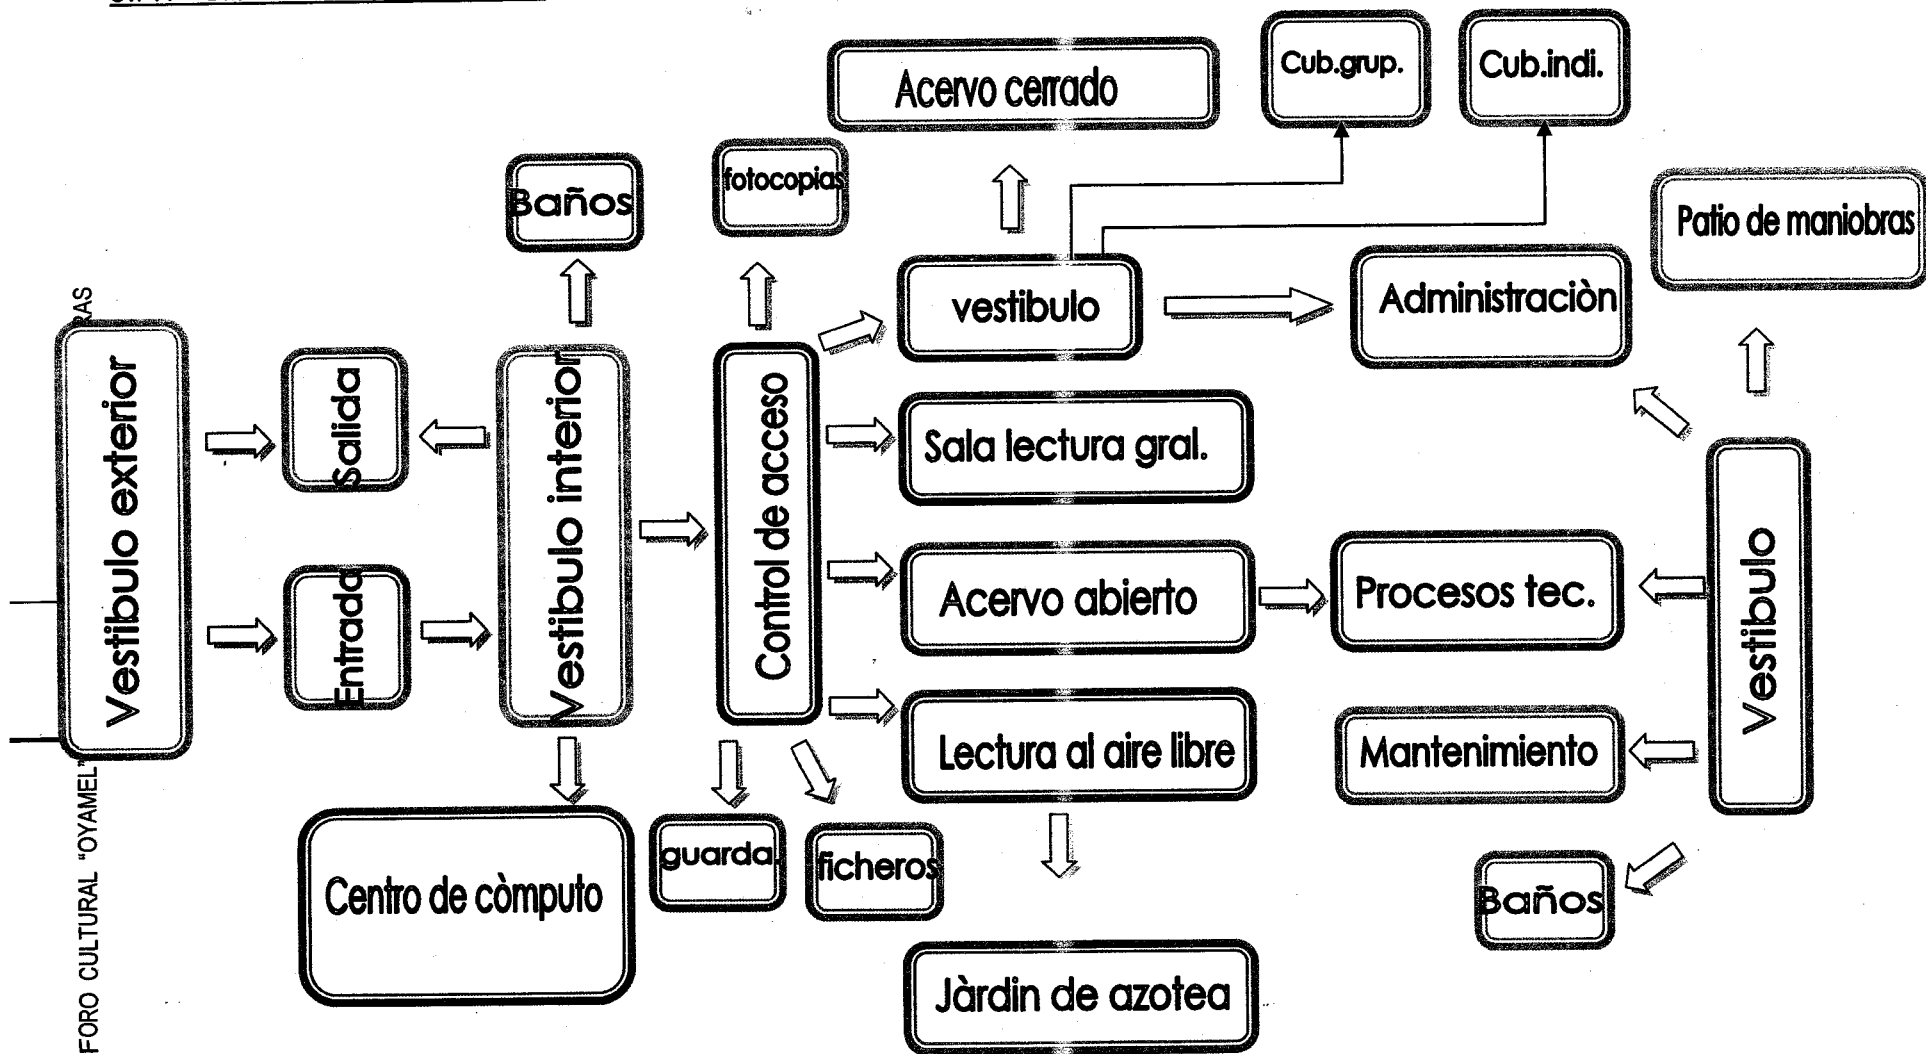 Acervo cerrado
Cub.grup.
Cub.indi.
Baños
fotocopias
Patio de maniobras
vestibulo
Administraciòn
Vestibulo exterior
Salida
Entrada
Vestibulo interior
Control de acceso
Sala lectura gral.
Acervo abierto
Procesos tec.
Lectura al aire libre
Mantenimiento
Vestibulo
Centro de còmputo
guarda.
ficheros
Baños
Jàrdin de azotea
FORO CULTURAL "OYAMEL"